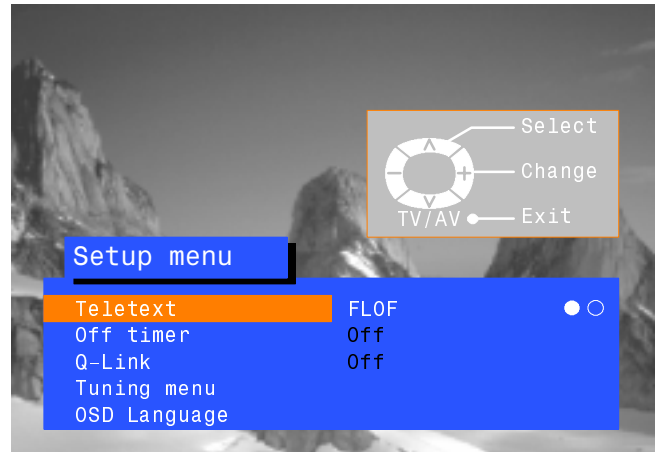 Select
Change
TV/AV Exit
Setup menu
Teletext FLOF
Off timer Off
Q-Link Off
Tuning menu
OSD Language